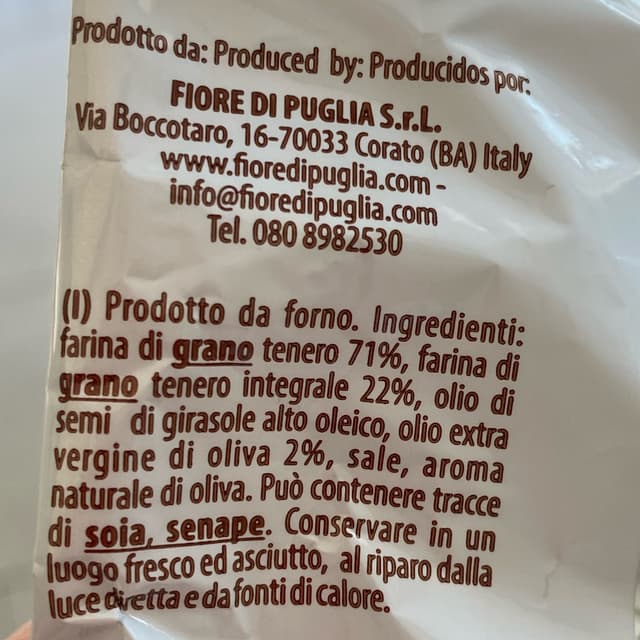 Prodotto da: Produced by: Producidos por:
FIORE DI PUGLIA S.r.L.
Via Boccotaro, 16-70033 Corato (BA) Italy
www.fioredipuglia.com -
info@fioredipuglia.com
Tel. 080 8982530
(I) Prodotto da forno. Ingredienti:
farina di grano tenero 71%, farina di
grano tenero integrale 22%, olio di
semi di girasole alto oleico, olio extra
vergine di oliva 2%, sale, aroma
naturale di oliva. Può contenere tracce
di soia, senape. Conservare in un
luogo fresco ed asciutto, al riparo dalla
luce diretta e da fonti di calore.